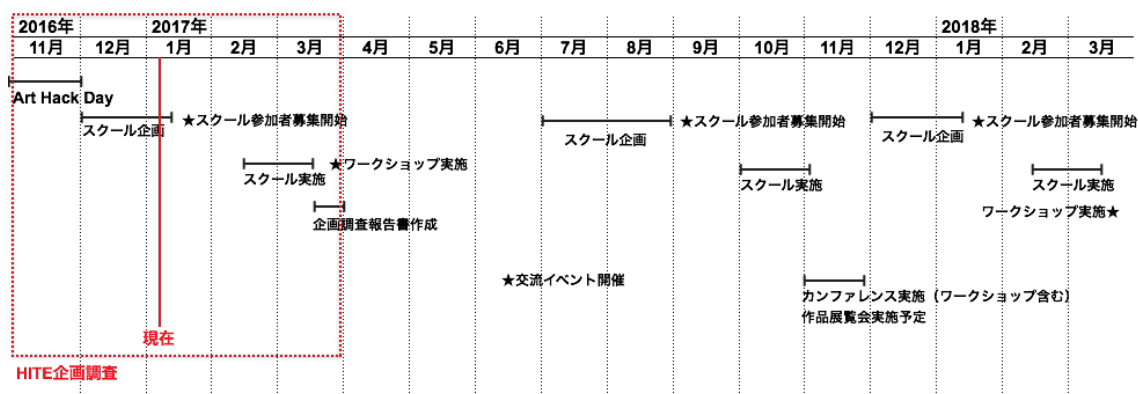 2016年 2017年 2018年
11月 12月 1月 2月 3月 4月 5月 6月 7月 8月 9月 10月 11月 12月 1月 2月 3月
Art Hack Day
スクール企画
★スクール参加者募集開始
スクール企画
★スクール参加者募集開始
スクール企画
★スクール参加者募集開始
スクール実施
★ワークショップ実施
スクール実施
スクール実施
企画調査報告書作成
ワークショップ実施★
★交流イベント開催
カンファレンス実施（ワークショップ含む）
作品展覧会実施予定
現在
HITE企画調査